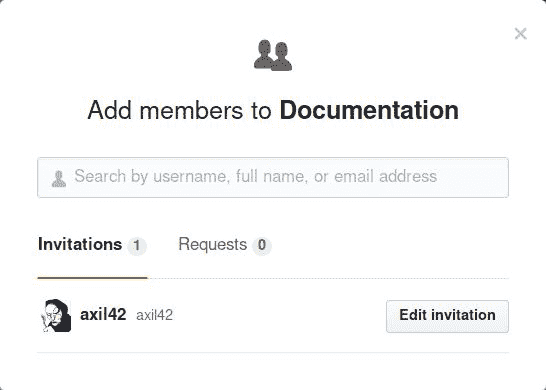 Add members to Documentation
Search by username, full name, or email address
Invitations 1 Requests 0
axil42 axil42 Edit invitation